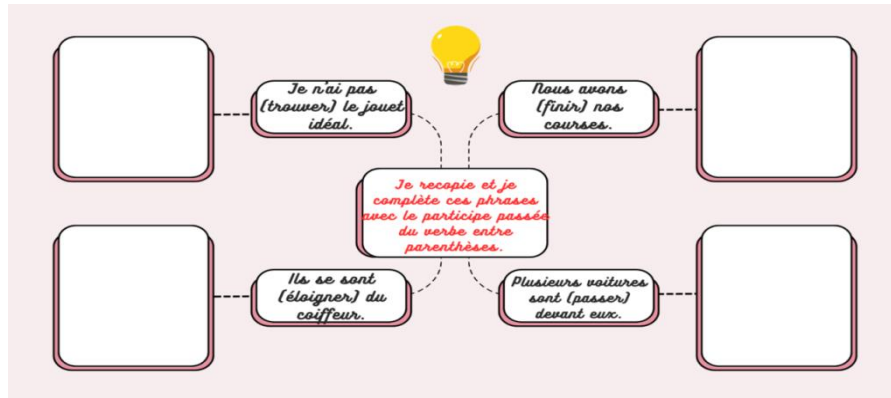 Je n'ai pas
(trouver) le jouet
idéal.
Nous avons
(finir) nos
courses.
Je recopie et je
complète ces phrases
avec le participe passée
du verbe entre
parenthèses.
Ils se sont
(éloigner) du
coiffeur.
Plusieurs voitures
sont (passer)
devant eux.